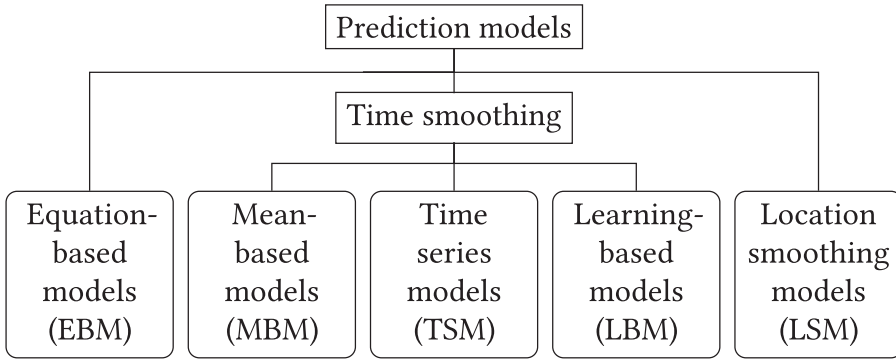 Prediction models
Time smoothing
Equation-
based
models
(EBM)
Mean-
based
models
(MBM)
Time
series
models
(TSM)
Learning-
based
models
(LBM)
Location
smoothing
models
(LSM)